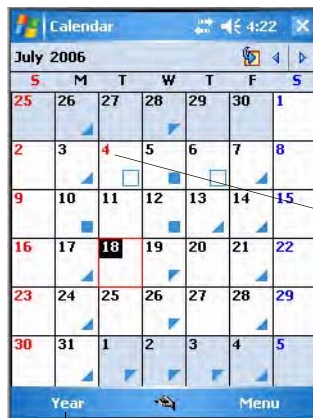 Calendar 4:22
July 2006
S M T W T F S
25 26 27 28 29 30 1
2 3 4 5 6 7 8
9 10 11 12 13 14 15
16 17 18 19 20 21 22
23 24 25 26 27 28 29
30 31 1 2 3 4 5
Year Menu